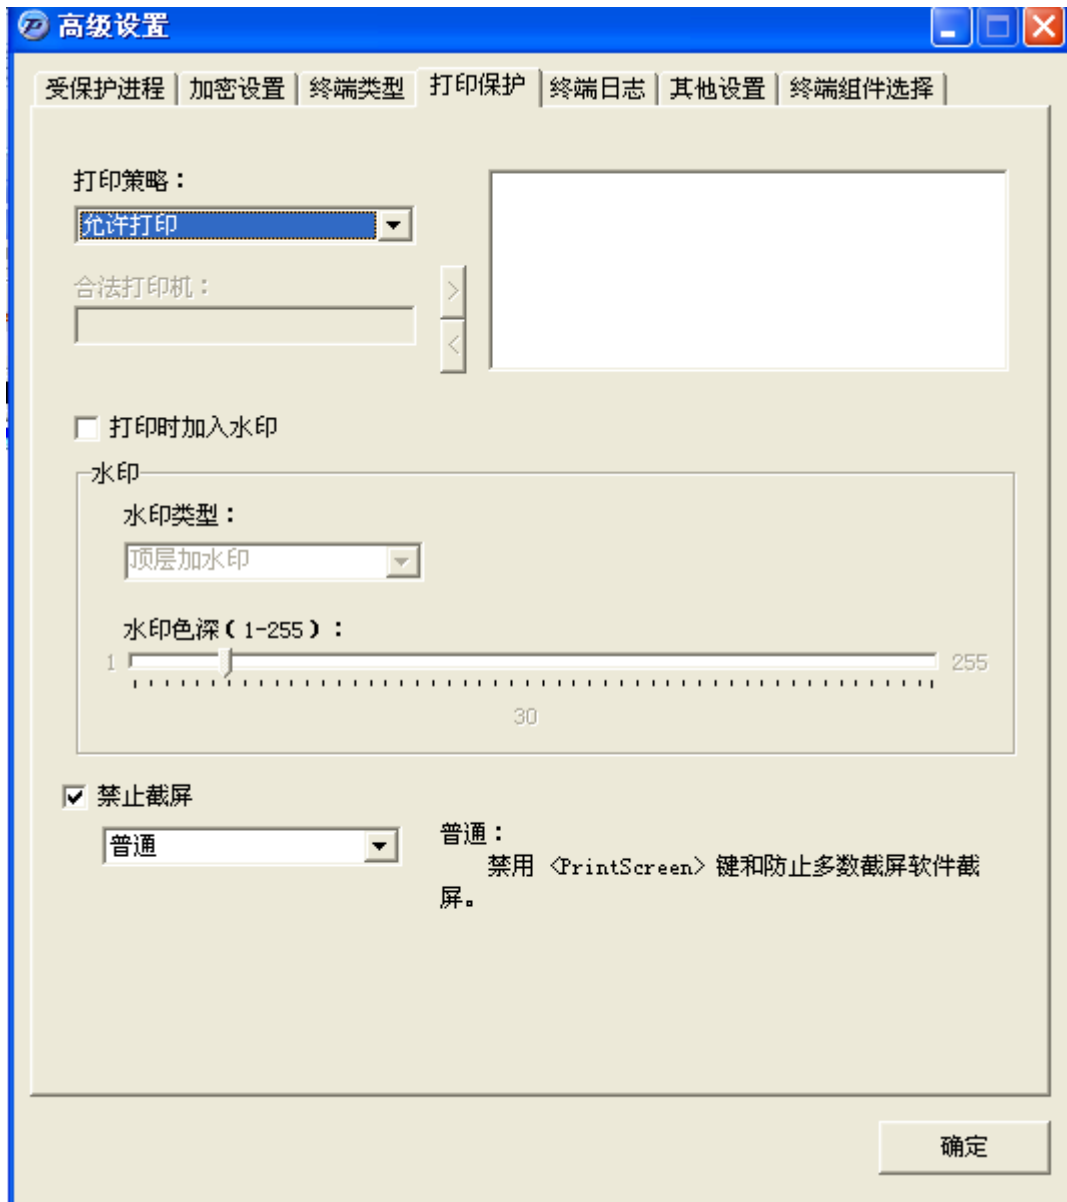 高级设置
受保护进程 加密设置 终端类型 打印保护 终端日志 其他设置 终端组件选择
打印策略：
允许打印
合法打印机：
>
<
打印时加入水印
水印
水印类型：
顶层加水印
水印色深(1-255)：
1 255
30
禁止截屏
普通
普通：
禁用 <PrintScreen> 键和防止多数截屏软件截
屏。
确定